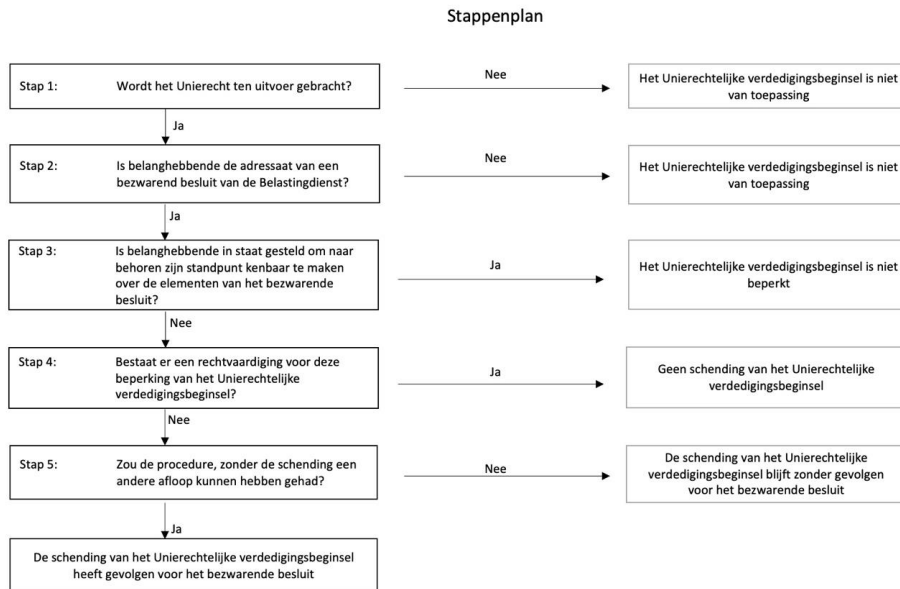 Stappenplan
Stap 1: Wordt het Unierecht ten uitvoer gebracht?
Nee
Het Unierechtelijke verdedigingsbeginsel is niet
van toepassing
Ja
Stap 2: Is belanghebbende de adressaat van een
bezwarend besluit van de Belastingdienst?
Nee
Het Unierechtelijke verdedigingsbeginsel is niet
van toepassing
Ja
Stap 3: Is belanghebbende in staat gesteld om naar
behoren zijn standpunt kenbaar te maken
over de elementen van het bezwarende
besluit?
Ja
Het Unierechtelijke verdedigingsbeginsel is niet
beperkt
Nee
Stap 4: Bestaat er een rechtvaardiging voor deze
beperking van het Unierechtelijke
verdedigingsbeginsel?
Ja
Geen schending van het Unierechtelijke
verdedigingsbeginsel
Nee
Stap 5: Zou de procedure, zonder de schending een
andere afloop kunnen hebben gehad?
Nee
De schending van het Unierechtelijke
verdedigingsbeginsel blijft zonder gevolgen
voor het bezwarende besluit
Ja
De schending van het Unierechtelijke verdedigingsbeginsel
heeft gevolgen voor het bezwarende besluit